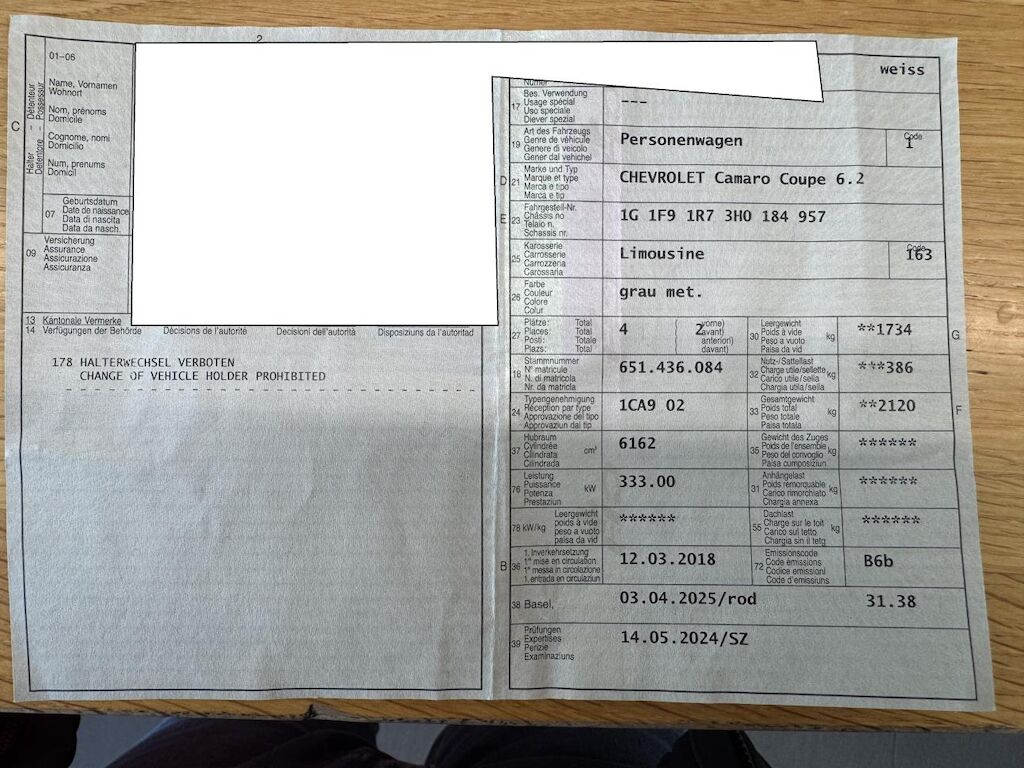 2
01–06
Name, Vornamen
Wohnort
Nom, prénoms
Domicile
Cognome, nomi
Domicilio
Num, prenums
Domicil
C
Halter – Détenteur
Detentore – Possessur
07
Geburtsdatum
Date de naissance
Data di nascita
Data da nasch.
09
Versicherung
Assurance
Assicurazione
Assicuranza
13 Kantonale Vermerke
14 Verfügungen der Behörde Décisions de l'autorité Decisioni dell'autorità Disposiziuns da l'autoritad
178 HALTERWECHSEL VERBOTEN
CHANGE OF VEHICLE HOLDER PROHIBITED
weiss
Numer
17
Bes. Verwendung
Usage spécial
Uso speciale
Diever spezial
---
19
Art des Fahrzeugs
Genre de véhicule
Genere di veicolo
Gener dal vehichel
Personenwagen
Code
1
D 21
Marke und Typ
Marque et type
Marca e tipo
Marca e tip
CHEVROLET Camaro Coupe 6.2
E 23
Fahrgestell-Nr.
Châssis no
Telaio n.
Schassis nr.
1G 1F9 1R7 3H0 184 957
25
Karosserie
Carrosserie
Carrozzeria
Carossaria
Limousine
Code
163
26
Farbe
Couleur
Colore
Colur
grau met.
27
Plätze: Total
Places: Total
Posti: Totale
Plazs: Total
4
2
vorne)
avant)
anteriori)
davant)
30
Leergewicht
Poids à vide
Peso a vuoto
Paisa da vid
kg
**1734
G
18
Stammnummer
N° matricule
N. di matricola
Nr. da matricla
651.436.084
32
Nutz-/Sattellast
Charge utile/sellette
Carico utile/sella
Chargia utila/sella
kg
***386
24
Typengenehmigung
Réception par type
Approvazione del tipo
Approvaziun dal tip
1CA9 02
33
Gesamtgewicht
Poids total
Peso totale
Paisa totala
kg
**2120
F
37
Hubraum
Cylindrée
Cilindrata
Cilindrada
cm³
6162
35
Gewicht des Zuges
Poids de l'ensemble
Peso del convoglio
Paisa cumposiziun
kg
******
76
Leistung
Puissance
Potenza
Prestaziun
kW
333.00
31
Anhängelast
Poids remorquable
Carico rimorchiato
Chargia annexa
kg
******
78 kW/kg
Leergewicht
poids à vide
peso a vuoto
paisa da vid
******
55
Dachlast
Charge sur le toit
Carico sul tetto
Chargia sin il tetg
kg
******
B 36
1. Inverkehrsetzung
1re mise en circulation
1a messa in circolazione
1. entrada en circulaziun
12.03.2018
72
Emissionscode
Code émissions
Codice emissioni
Code d'emissiuns
B6b
38 Basel, 03.04.2025/rod 31.38
39
Prüfungen
Expertises
Perizie
Examinaziuns
14.05.2024/SZ